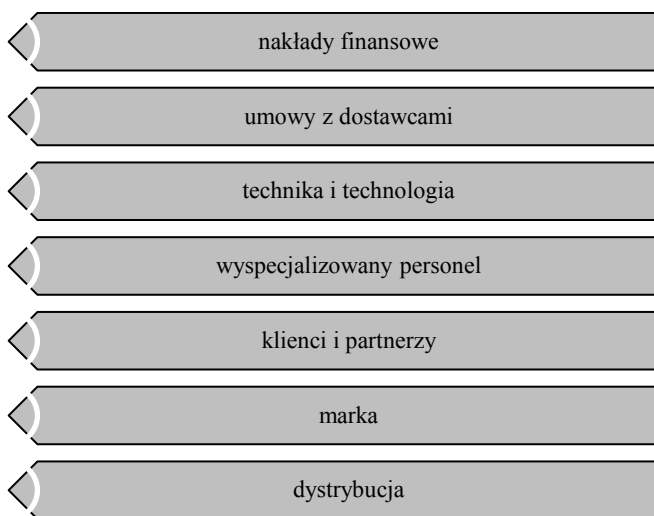 nakłady finansowe
umowy z dostawcami
technika i technologia
wyspecjalizowany personel
klienci i partnerzy
marka
dystrybucja